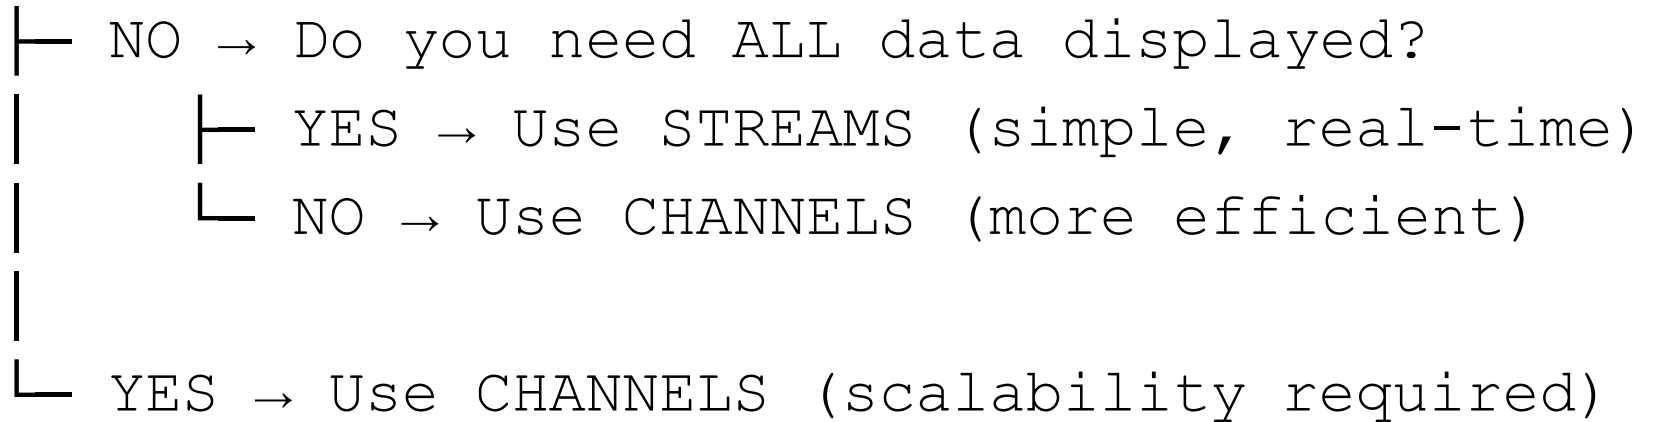 ├─ NO → Do you need ALL data displayed?
│    ├─ YES → Use STREAMS (simple, real-time)
│    └─ NO → Use CHANNELS (more efficient)
│
└─ YES → Use CHANNELS (scalability required)